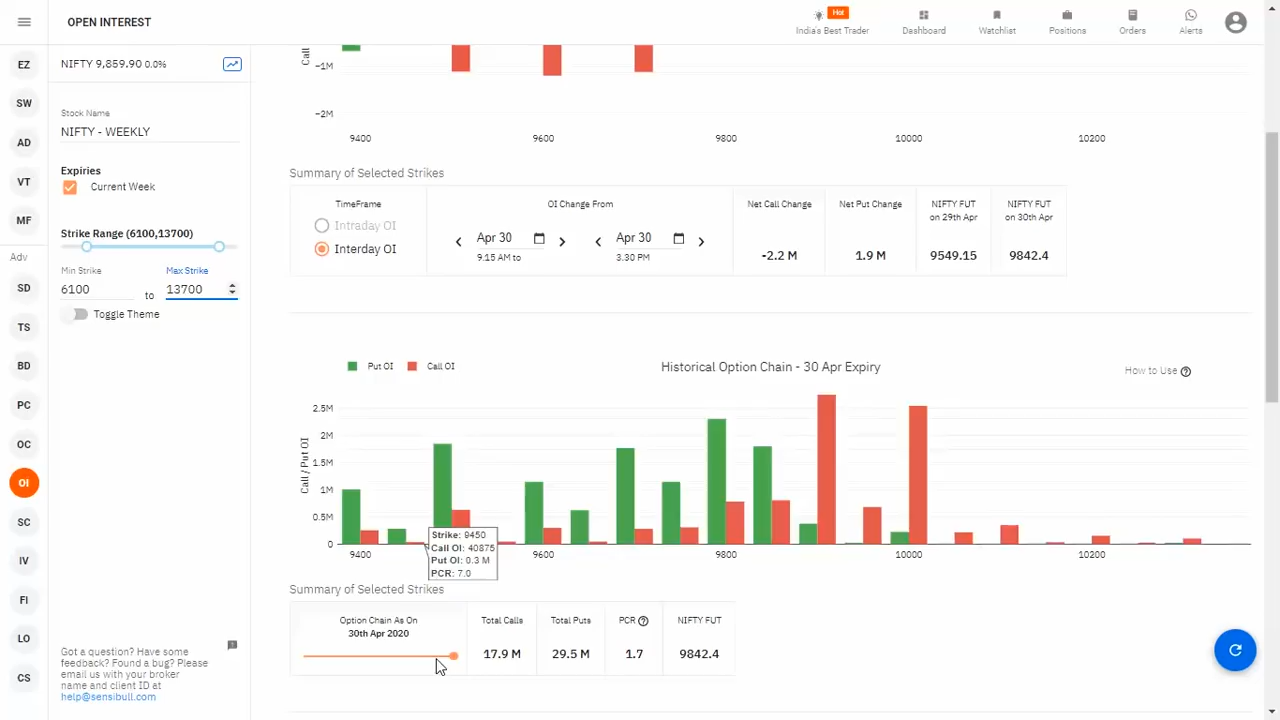 OPEN INTEREST
Hot
India's Best Trader
Dashboard
Watchlist
Positions
Orders
Alerts
EZ
SW
AD
VT
MF
Adv
SD
TS
BD
PC
OC
OI
SC
IV
FI
LO
CS
NIFTY 9,859.90 0.0%
Stock Name
NIFTY - WEEKLY
Expiries
Current Week
Strike Range (6100,13700)
Min Strike
Max Strike
6100
to
13700
Toggle Theme
Got a question? Have some
feedback? Found a bug? Please
email us with your broker
name and client ID at
help@sensibull.com
Call
−1M
−2M
9400
9600
9800
10000
10200
Summary of Selected Strikes
TimeFrame
Intraday OI
Interday OI
OI Change From
Apr 30
9.15 AM to
Apr 30
3.30 PM
Net Call Change
-2.2 M
Net Put Change
1.9 M
NIFTY FUT
on 29th Apr
9549.15
NIFTY FUT
on 30th Apr
9842.4
Put OI
Call OI
Historical Option Chain - 30 Apr Expiry
How to Use
Call / Put OI
2.5M
2M
1.5M
1M
0.5M
0
Strike: 9450
Call OI: 40875
Put OI: 0.3 M
PCR: 7.0
9400
9600
9800
10000
10200
Summary of Selected Strikes
Option Chain As On
30th Apr 2020
Total Calls
17.9 M
Total Puts
29.5 M
PCR
1.7
NIFTY FUT
9842.4